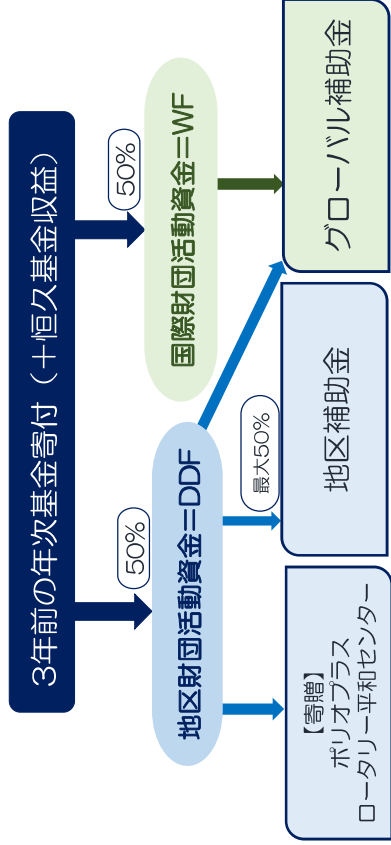 3年前の年次基金寄付（＋恒久基金収益）
50%
50%
地区財団活動資金＝DDF
国際財団活動資金＝WF
最大50%
【寄贈】
ポリオプラス
ロータリー平和センター
地区補助金
グローバル補助金